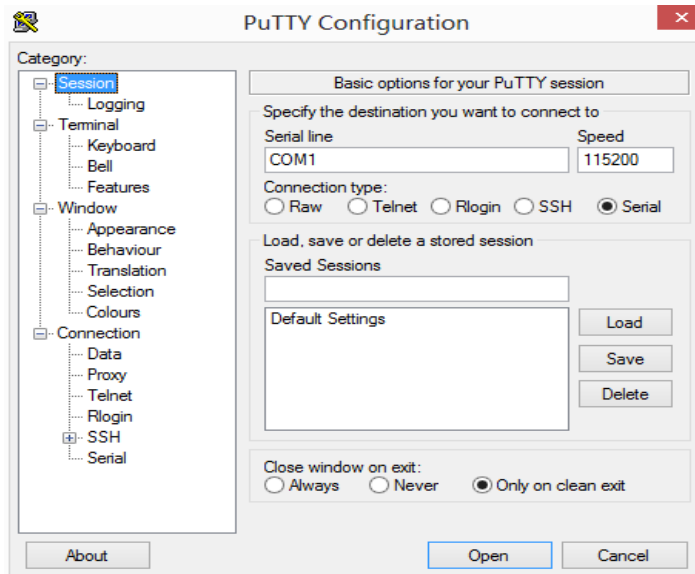 PuTTY Configuration
Category:
Session
Logging
Terminal
Keyboard
Bell
Features
Window
Appearance
Behaviour
Translation
Selection
Colours
Connection
Data
Proxy
Telnet
Rlogin
SSH
Serial
Basic options for your PuTTY session
Specify the destination you want to connect to
Serial line Speed
COM1 115200
Connection type:
Raw Telnet Rlogin SSH Serial
Load, save or delete a stored session
Saved Sessions
Default Settings
Load
Save
Delete
Close window on exit:
Always Never Only on clean exit
About Open Cancel